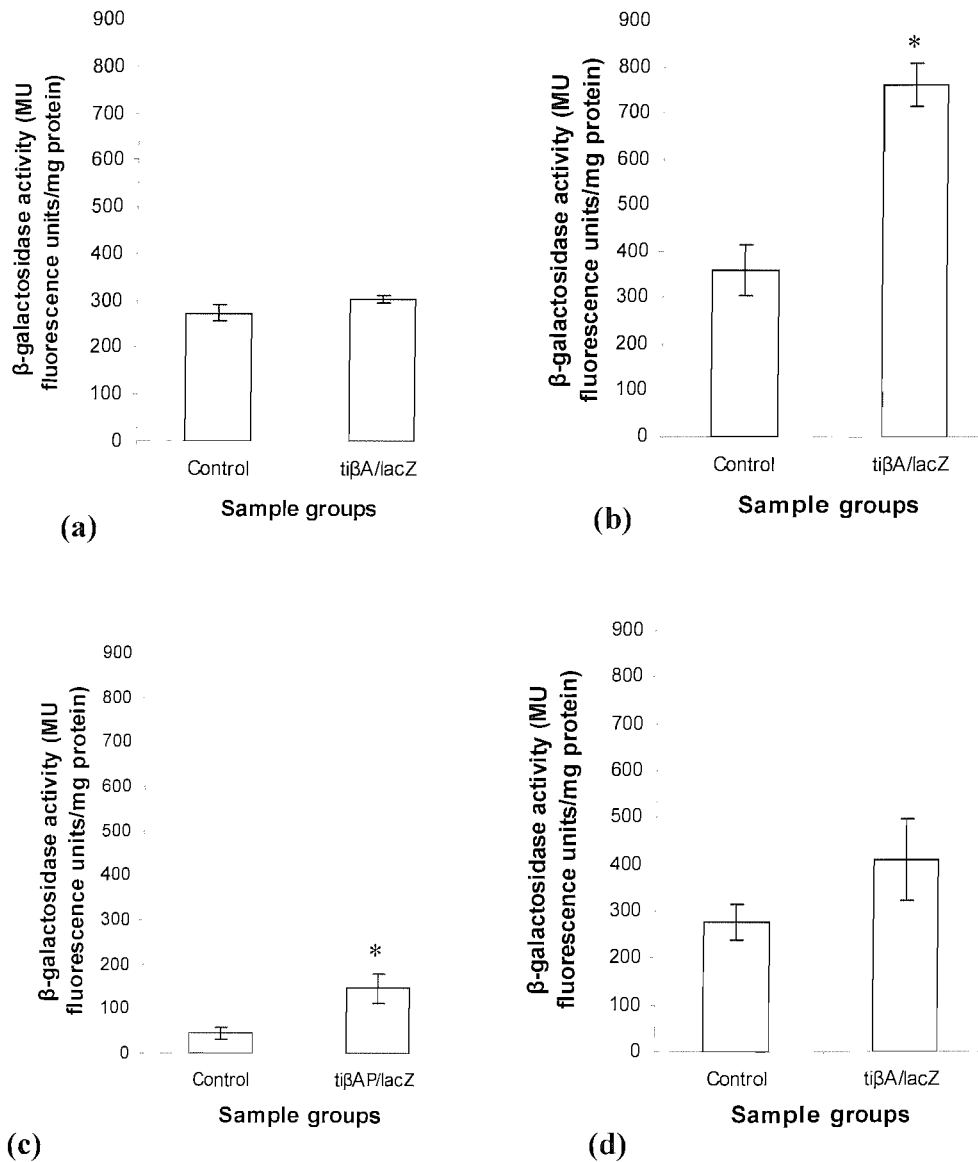 900
800
700
600
500
400
300
200
100
0
β-galactosidase activity (MU
fluorescence units/mg protein)
Control
tiβA/lacZ
Sample groups
(a)
900
800
700
600
500
400
300
200
100
0
β-galactosidase activity (MU
fluorescence units/mg protein)
*
Control
tiβA/lacZ
Sample groups
(b)
900
800
700
600
500
400
300
200
100
0
β-galactosidase activity (MU
fluorescence units/mg protein)
*
Control
tiβAP/lacZ
Sample groups
(c)
900
800
700
600
500
400
300
200
100
0
β-galactosidase activity (MU
fluorescence units/mg protein)
Control
tiβA/lacZ
Sample groups
(d)